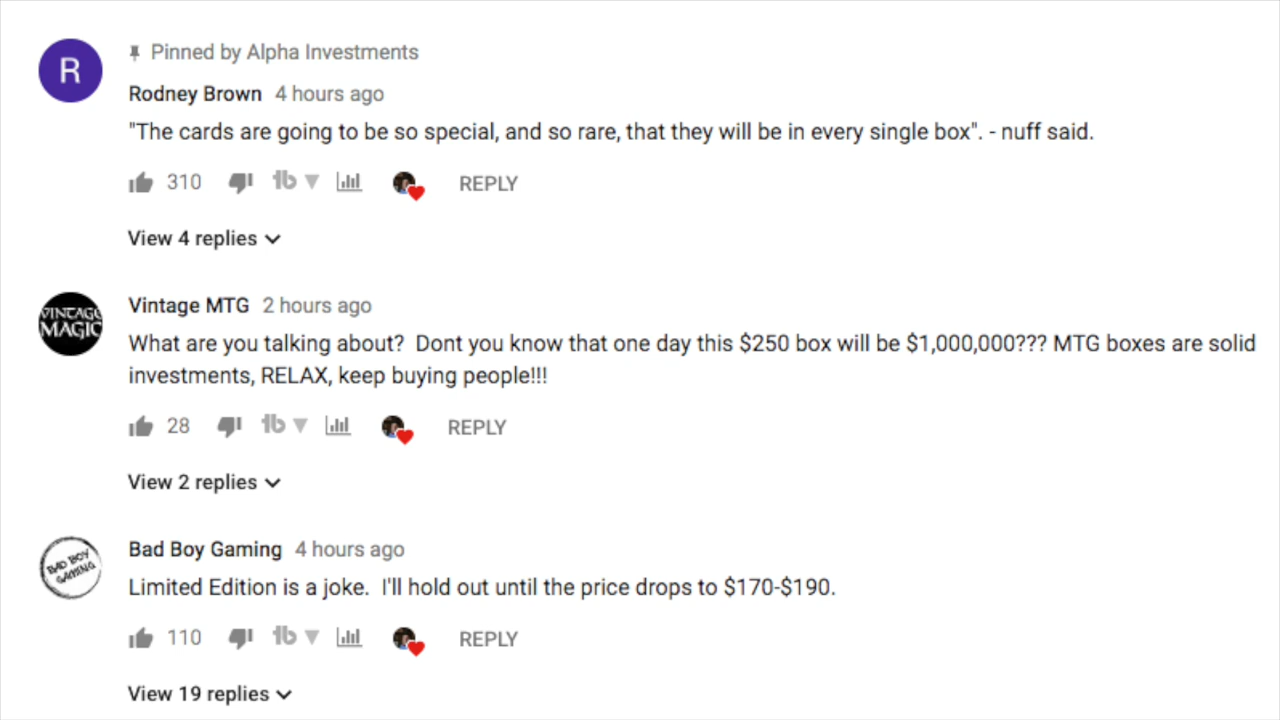 R
Pinned by Alpha Investments
Rodney Brown 4 hours ago
"The cards are going to be so special, and so rare, that they will be in every single box". - nuff said.
310 REPLY
View 4 replies
VINTAGE MAGIC
Vintage MTG 2 hours ago
What are you talking about?  Dont you know that one day this $250 box will be $1,000,000??? MTG boxes are solid
investments, RELAX, keep buying people!!!
28 REPLY
View 2 replies
BAD BOY GAMING
Bad Boy Gaming 4 hours ago
Limited Edition is a joke.  I'll hold out until the price drops to $170-$190.
110 REPLY
View 19 replies